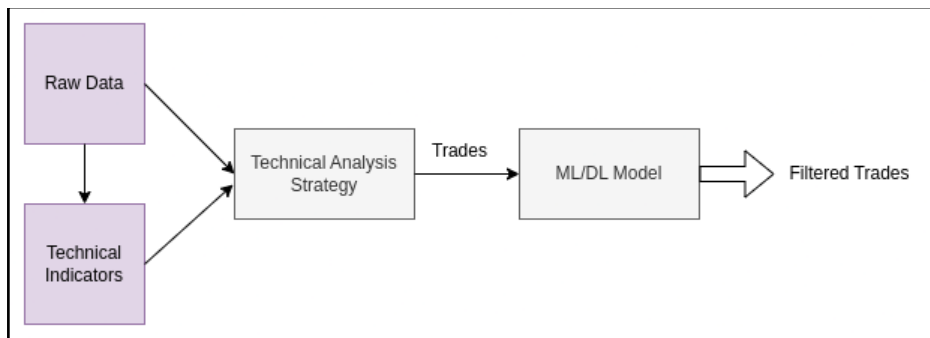 Raw Data
Technical
Indicators
Technical Analysis
Strategy
Trades
ML/DL Model
Filtered Trades